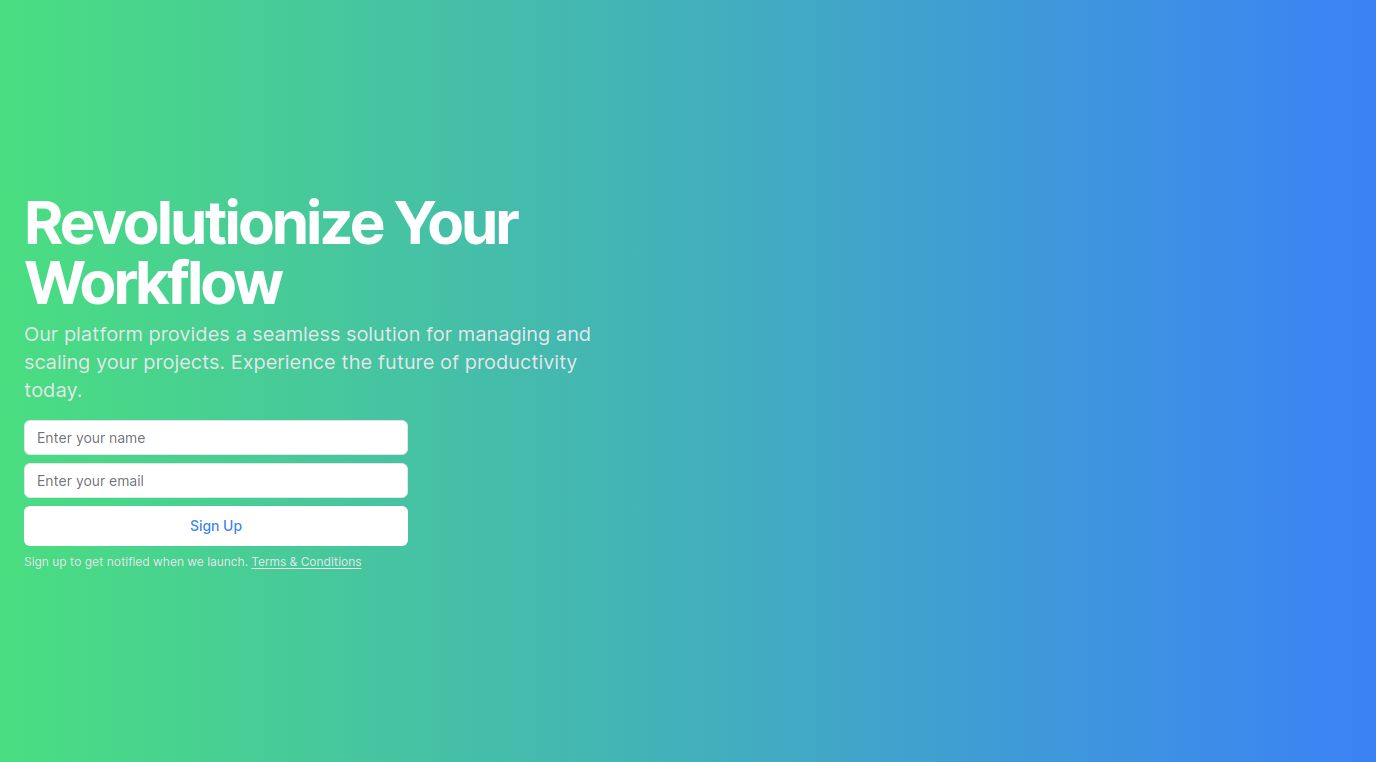 Revolutionize Your
Workflow
Our platform provides a seamless solution for managing and
scaling your projects. Experience the future of productivity
today.
Enter your name
Enter your email
Sign Up
Sign up to get notified when we launch. Terms & Conditions